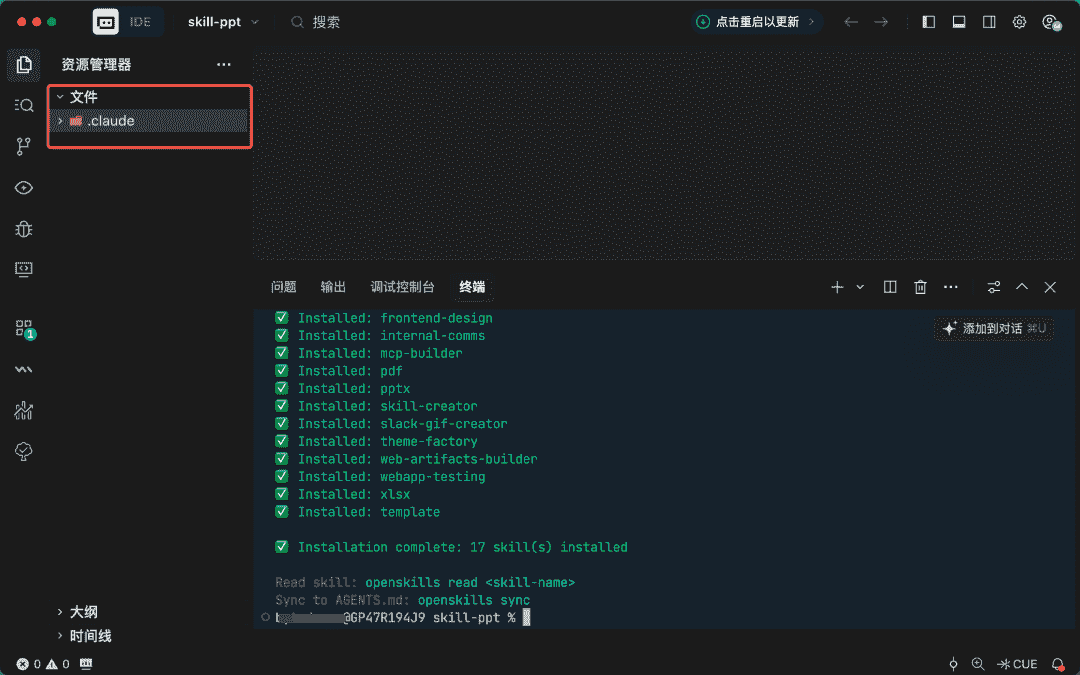 IDE
skill-ppt
搜索
点击重启以更新
资源管理器
文件
.claude
问题 输出 调试控制台 终端
Installed: frontend-design
Installed: internal-comms
Installed: mcp-builder
Installed: pdf
Installed: pptx
Installed: skill-creator
Installed: slack-gif-creator
Installed: theme-factory
Installed: web-artifacts-builder
Installed: webapp-testing
Installed: xlsx
Installed: template
Installation complete: 17 skill(s) installed
Read skill: openskills read <skill-name>
Sync to AGENTS.md: openskills sync
@GP47R194J9 skill-ppt %
添加到对话 ⌘U
1
大纲
时间线
0 0
CUE